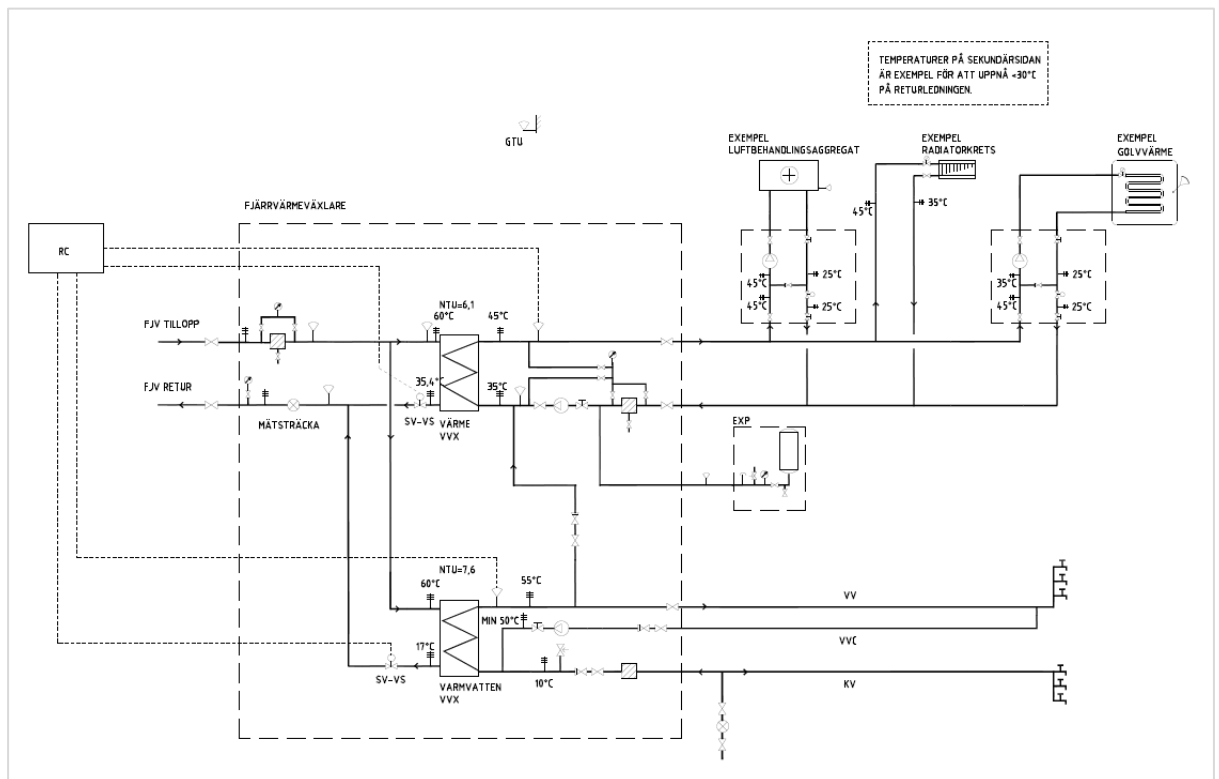 TEMPERATURER PÅ SEKUNDÄRSIDAN
ÄR EXEMPEL FÖR ATT UPPNÅ <30°C
PÅ RETURLEDNINGEN.
GTU
EXEMPEL
LUFTBEHANDLINGSAGGREGAT
EXEMPEL
RADIATORKRETS
EXEMPEL
GOLVVÄRME
45°C
35°C
FJÄRRVÄRMEVÄXLARE
RC
25°C
45°C
45°C
25°C
25°C
35°C
45°C
25°C
NTU=6,1
60°C
45°C
FJV TILLOPP
FJV RETUR
35,4°C
35°C
MÄTSTRÄCKA
SV-VS
VÄRME
VVX
EXP
NTU=7,6
60°C
55°C
VV
MIN 50°C
VVC
17°C
SV-VS
10°C
KV
VARMVATTEN
VVX